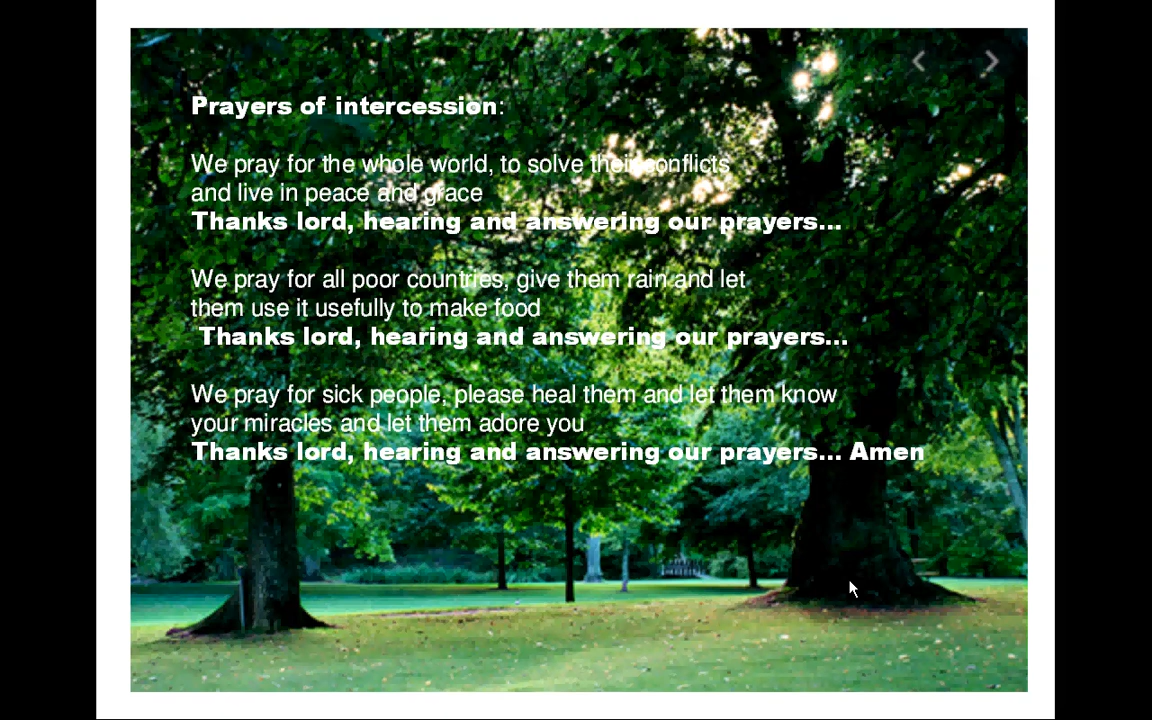 Prayers of intercession:
We pray for the whole world, to solve their conflicts
and live in peace and grace
Thanks lord, hearing and answering our prayers...
We pray for all poor countries, give them rain and let
them use it usefully to make food
Thanks lord, hearing and answering our prayers...
We pray for sick people, please heal them and let them know
your miracles and let them adore you
Thanks lord, hearing and answering our prayers... Amen